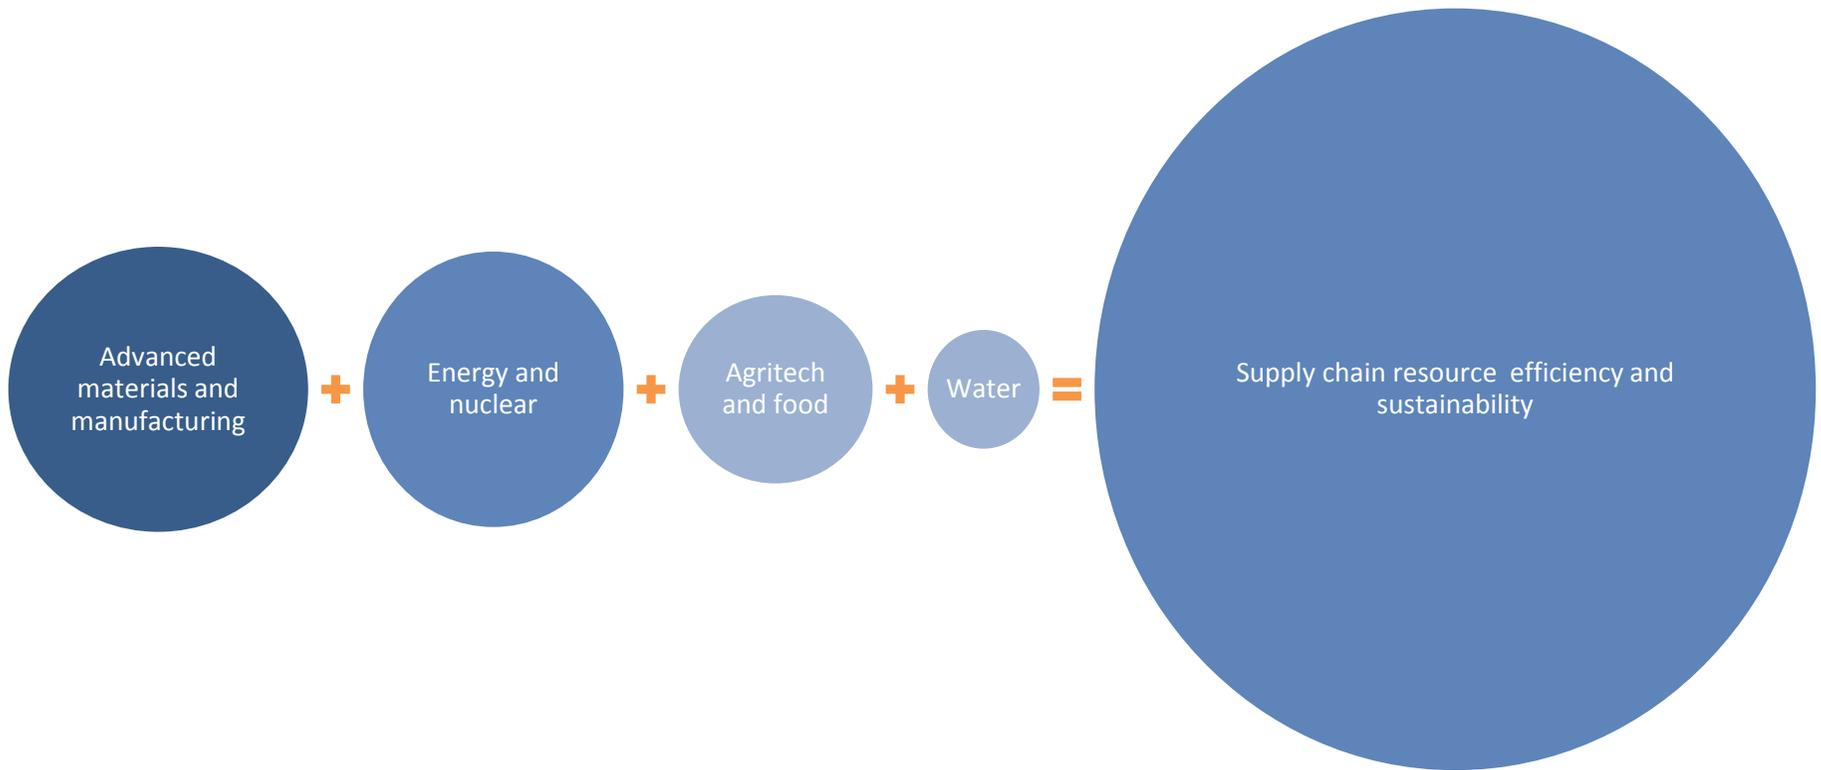 Advanced
materials and
manufacturing
+
Energy and
nuclear
+
Agritech
and food
+
Water
=
Supply chain resource  efficiency and
sustainability